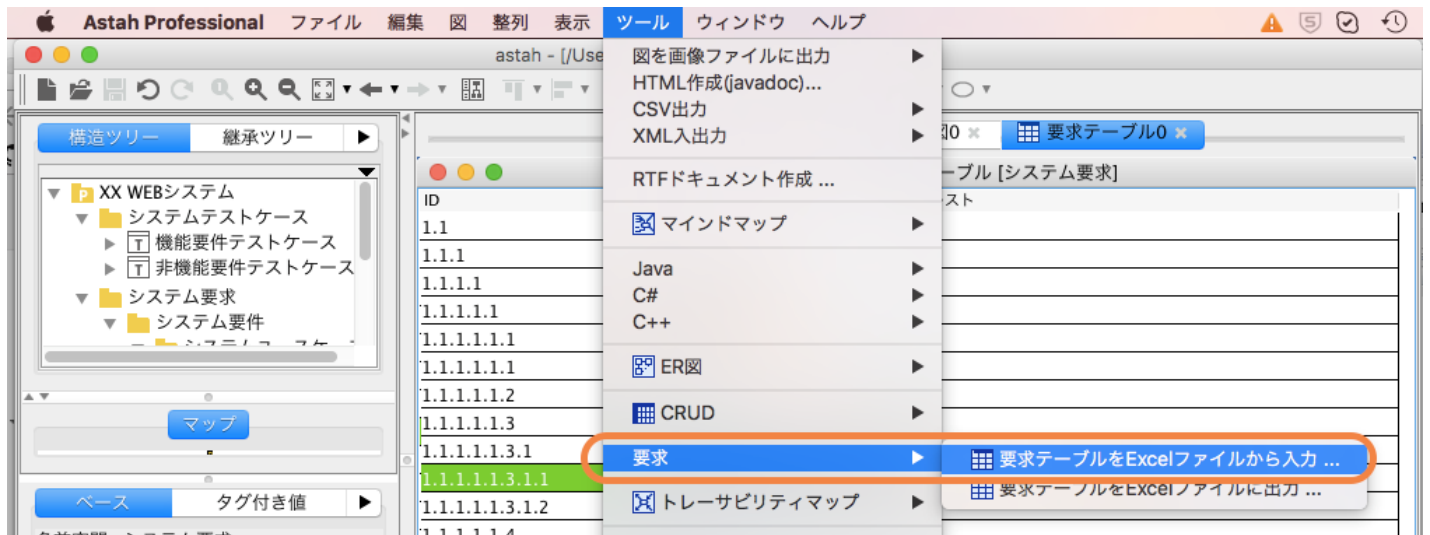 Astah Professional ファイル 編集 図 整列 表示 ツール ウィンドウ ヘルプ
astah - [/Use
構造ツリー 継承ツリー
XX WEBシステム
システムテストケース
機能要件テストケース
非機能要件テストケース
システム要求
システム要件
マップ
ベース タグ付き値
図0 要求テーブル0
ーブル [システム要求]
ID
スト
1.1
1.1.1
1.1.1.1
1.1.1.1.1
1.1.1.1.1.1
1.1.1.1.1.1
1.1.1.1.1.2
1.1.1.1.1.3
1.1.1.1.1.3.1
1.1.1.1.1.3.1.1
1.1.1.1.1.3.1.2
図を画像ファイルに出力
HTML作成(javadoc)...
CSV出力
XML入出力
RTFドキュメント作成 ...
マインドマップ
Java
C#
C++
ER図
CRUD
要求
トレーサビリティマップ
要求テーブルをExcelファイルから入力 ...
要求テーブルをExcelファイルに出力 ...